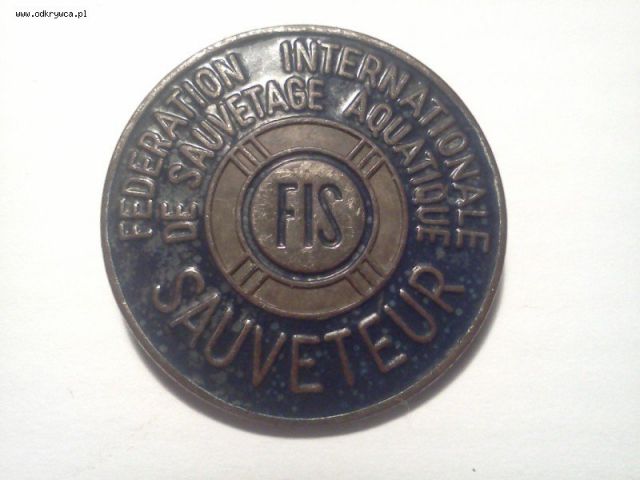 www.odkrywca.pl
FEDERATION INTERNATIONALE
DE SAUVETAGE AQUATIQUE
FIS
SAUVETEUR